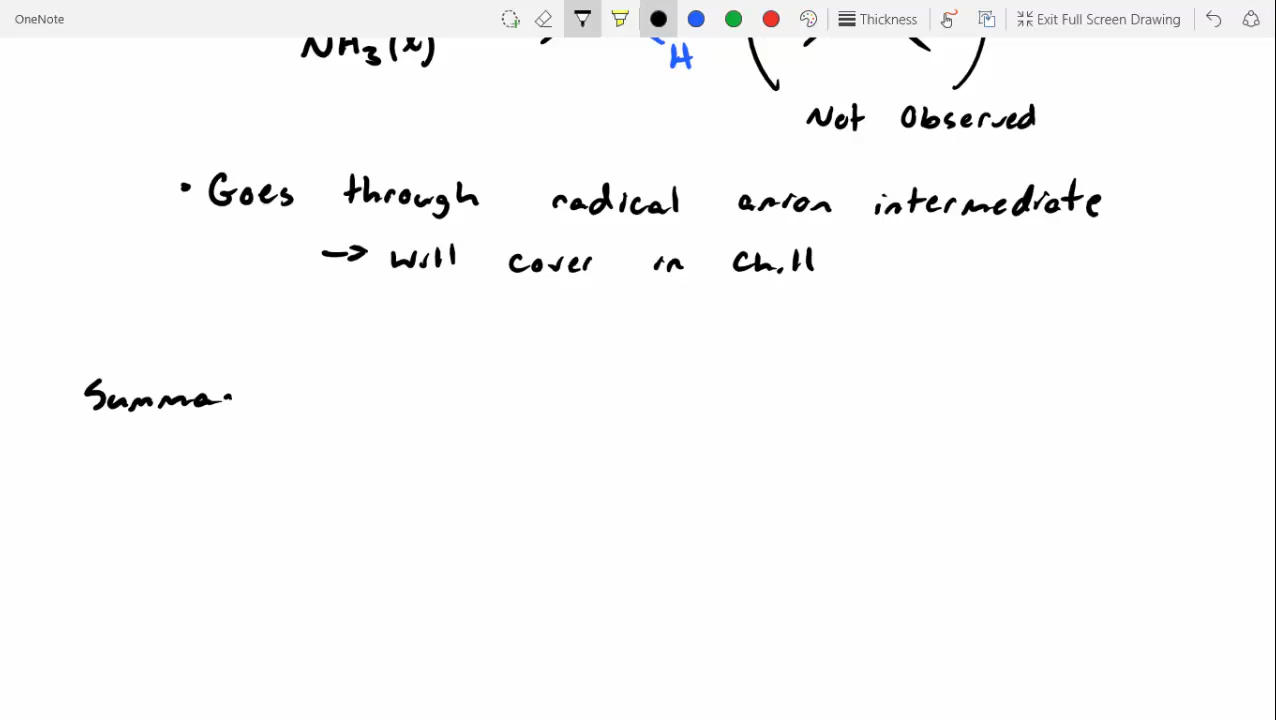 OneNote
Thickness
Exit Full Screen Drawing
NH3(l)
H
Not Observed
• Goes through radical anion intermediate
→ will cover in Ch.11
Summa